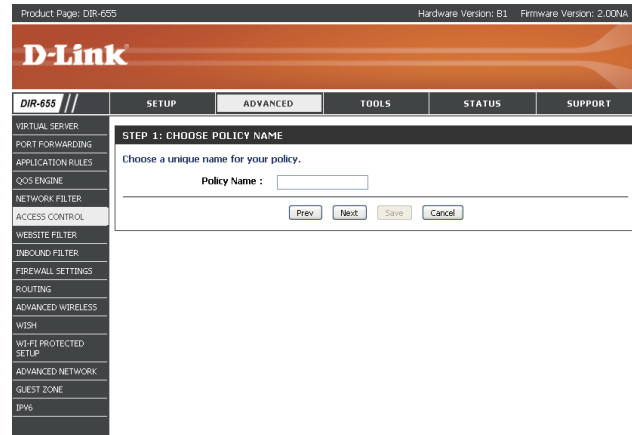 Product Page: DIR-655 Hardware Version: B1 Firmware Version: 2.00NA
D-Link
DIR-655 SETUP ADVANCED TOOLS STATUS SUPPORT
VIRTUAL SERVER
PORT FORWARDING
APPLICATION RULES
QOS ENGINE
NETWORK FILTER
ACCESS CONTROL
WEBSITE FILTER
INBOUND FILTER
FIREWALL SETTINGS
ROUTING
ADVANCED WIRELESS
WISH
WI-FI PROTECTED
SETUP
ADVANCED NETWORK
GUEST ZONE
IPV6
STEP 1: CHOOSE POLICY NAME
Choose a unique name for your policy.
Policy Name :
Prev Next Save Cancel